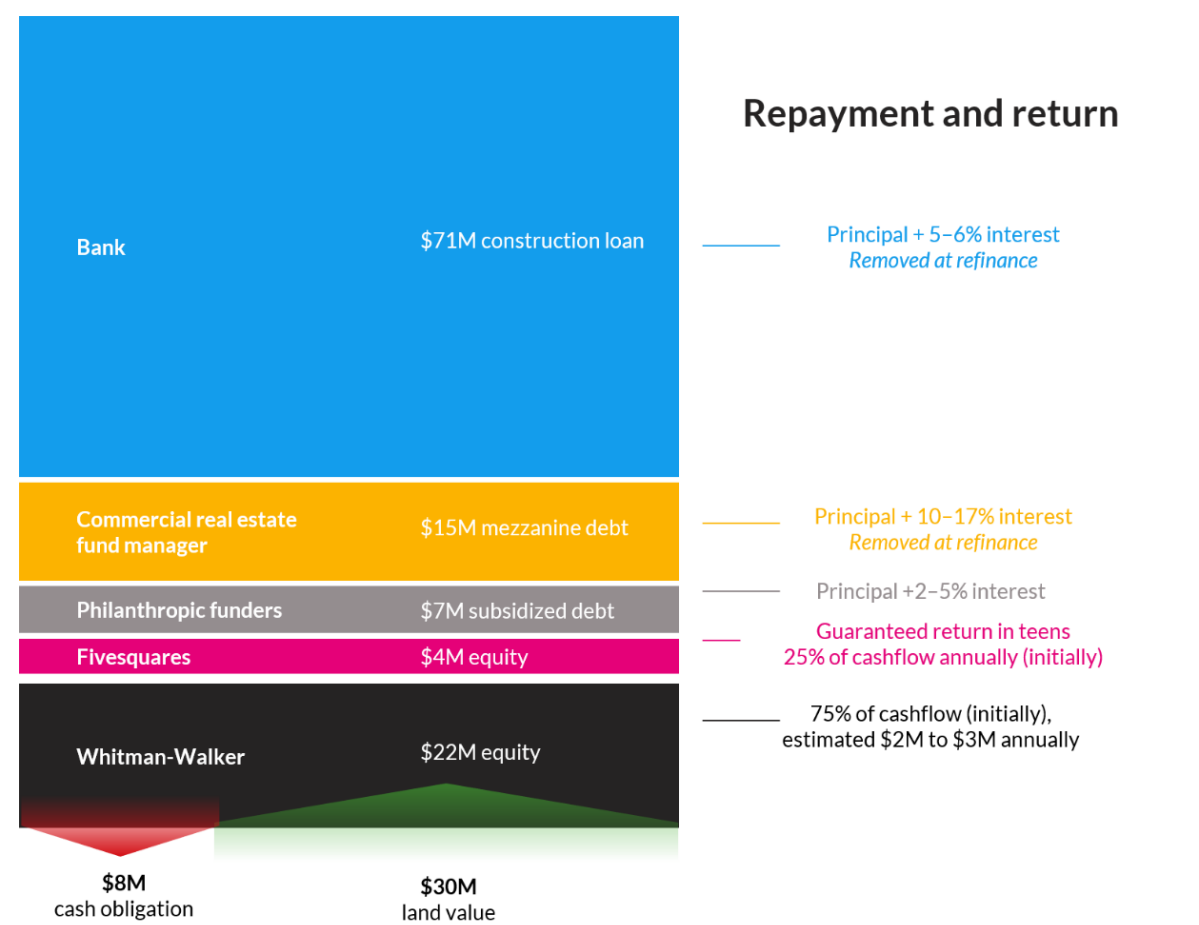 Repayment and return
Bank
$71M construction loan
Principal + 5–6% interest
Removed at refinance
Commercial real estate
fund manager
$15M mezzanine debt
Principal + 10–17% interest
Removed at refinance
Philanthropic funders
$7M subsidized debt
Principal +2–5% interest
Fivesquares
$4M equity
Guaranteed return in teens
25% of cashflow annually (initially)
Whitman-Walker
$22M equity
75% of cashflow (initially),
estimated $2M to $3M annually
$8M
cash obligation
$30M
land value